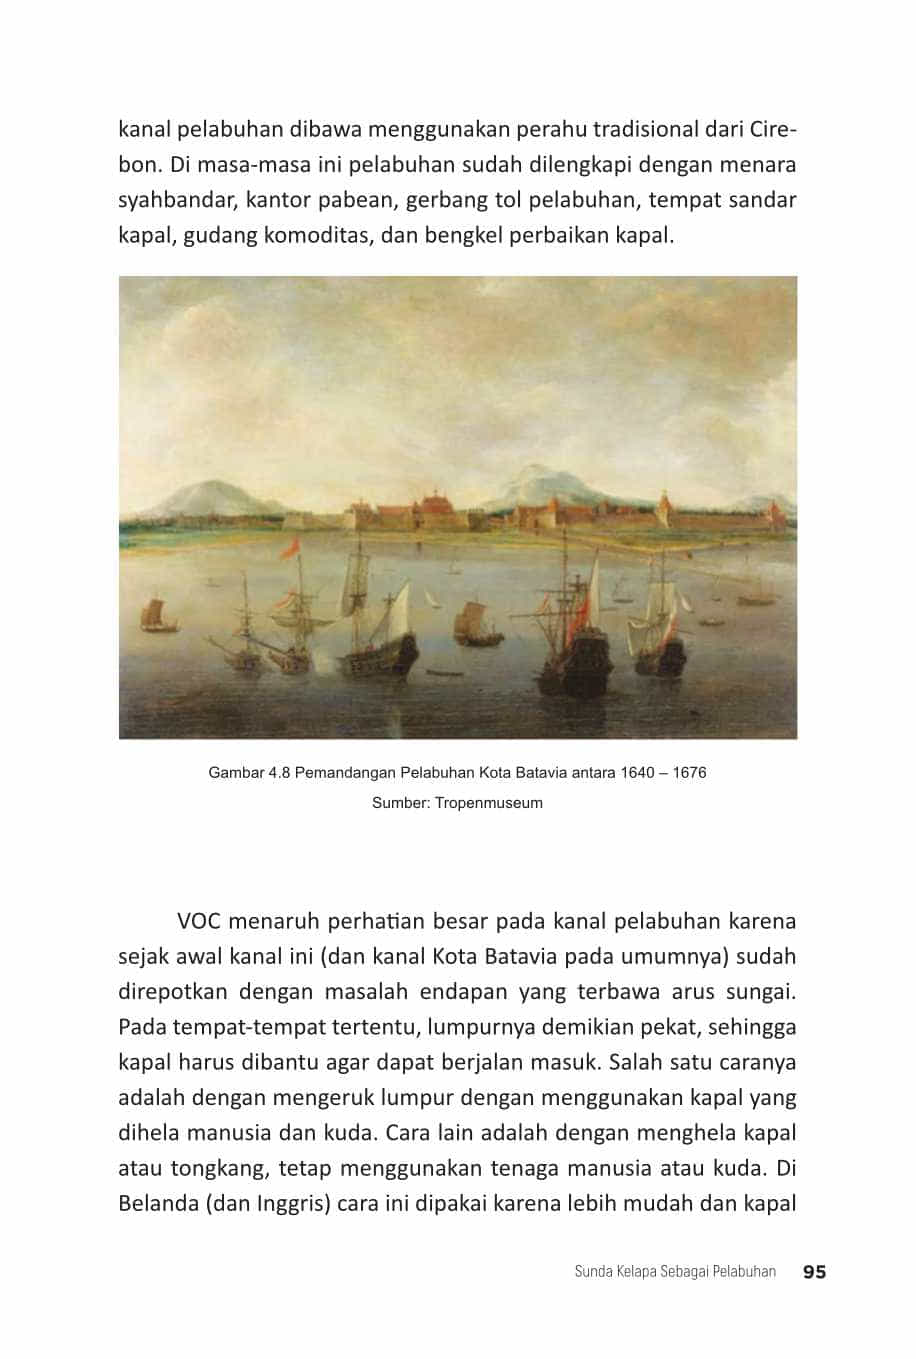 kanal pelabuhan dibawa menggunakan perahu tradisional dari Cire-
bon. Di masa-masa ini pelabuhan sudah dilengkapi dengan menara
syahbandar, kantor pabean, gerbang tol pelabuhan, tempat sandar
kapal, gudang komoditas, dan bengkel perbaikan kapal.
Gambar 4.8 Pemandangan Pelabuhan Kota Batavia antara 1640 – 1676
Sumber: Tropenmuseum
VOC menaruh perhatian besar pada kanal pelabuhan karena
sejak awal kanal ini (dan kanal Kota Batavia pada umumnya) sudah
direpotkan dengan masalah endapan yang terbawa arus sungai.
Pada tempat-tempat tertentu, lumpurnya demikian pekat, sehingga
kapal harus dibantu agar dapat berjalan masuk. Salah satu caranya
adalah dengan mengeruk lumpur dengan menggunakan kapal yang
dihela manusia dan kuda. Cara lain adalah dengan menghela kapal
atau tongkang, tetap menggunakan tenaga manusia atau kuda. Di
Belanda (dan Inggris) cara ini dipakai karena lebih mudah dan kapal
Sunda Kelapa Sebagai Pelabuhan 95